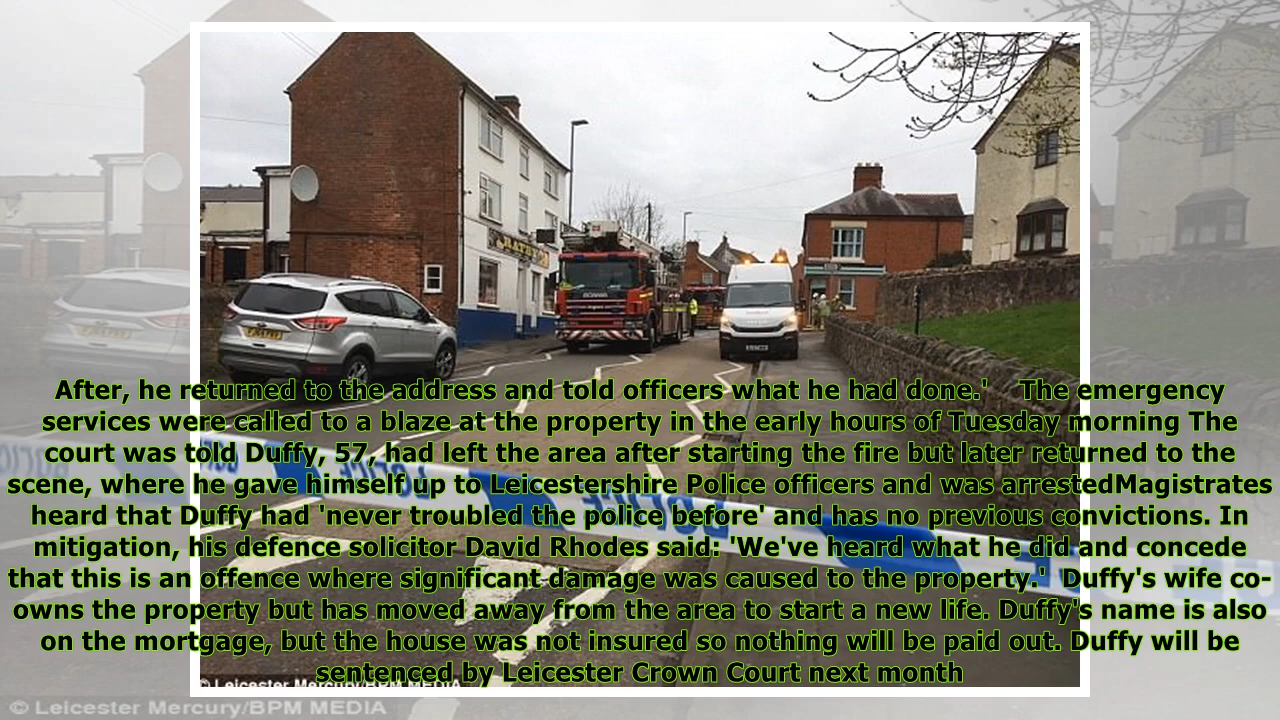 SCANIA
After, he returned to the address and told officers what he had done.' The emergency
services were called to a blaze at the property in the early hours of Tuesday morning The
court was told Duffy, 57, had left the area after starting the fire but later returned to the
scene, where he gave himself up to Leicestershire Police officers and was arrestedMagistrates
heard that Duffy had 'never troubled the police before' and has no previous convictions. In
mitigation, his defence solicitor David Rhodes said: 'We've heard what he did and concede
that this is an offence where significant damage was caused to the property.' Duffy's wife co-
owns the property but has moved away from the area to start a new life. Duffy's name is also
on the mortgage, but the house was not insured so nothing will be paid out. Duffy will be
sentenced by Leicester Crown Court next month
© Leicester Mercury/BPM MEDIA
© Leicester Mercury/BPM MEDIA